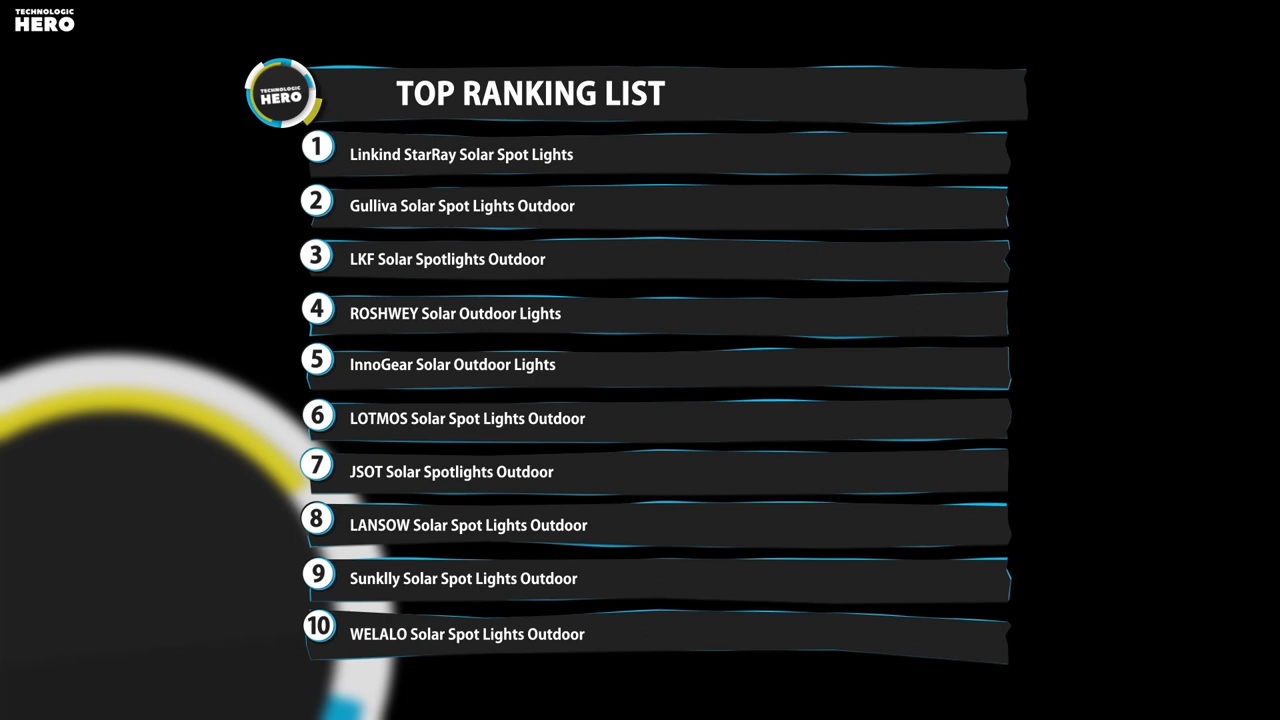 TECHNOLOGIC
HERO
TECHNOLOGIC
HERO
TOP RANKING LIST
1
Linkind StarRay Solar Spot Lights
2
Gulliva Solar Spot Lights Outdoor
3
LKF Solar Spotlights Outdoor
4
ROSHWEY Solar Outdoor Lights
5
InnoGear Solar Outdoor Lights
6
LOTMOS Solar Spot Lights Outdoor
7
JSOT Solar Spotlights Outdoor
8
LANSOW Solar Spot Lights Outdoor
9
Sunklly Solar Spot Lights Outdoor
10
WELALO Solar Spot Lights Outdoor